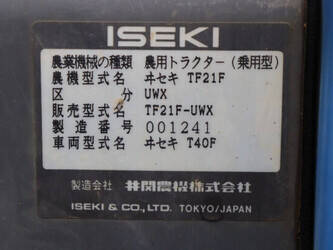 ISEKI
農業機械の種類 農用トラクター(乗用型)
農機型式名 ヰセキ TF21F
区分 UWX
販売型式名 TF21F-UWX
製造番号 001241
車両型式名 ヰセキ T40F
製造会社 井関農機株式会社
ISEKI & CO., LTD. TOKYO/JAPAN